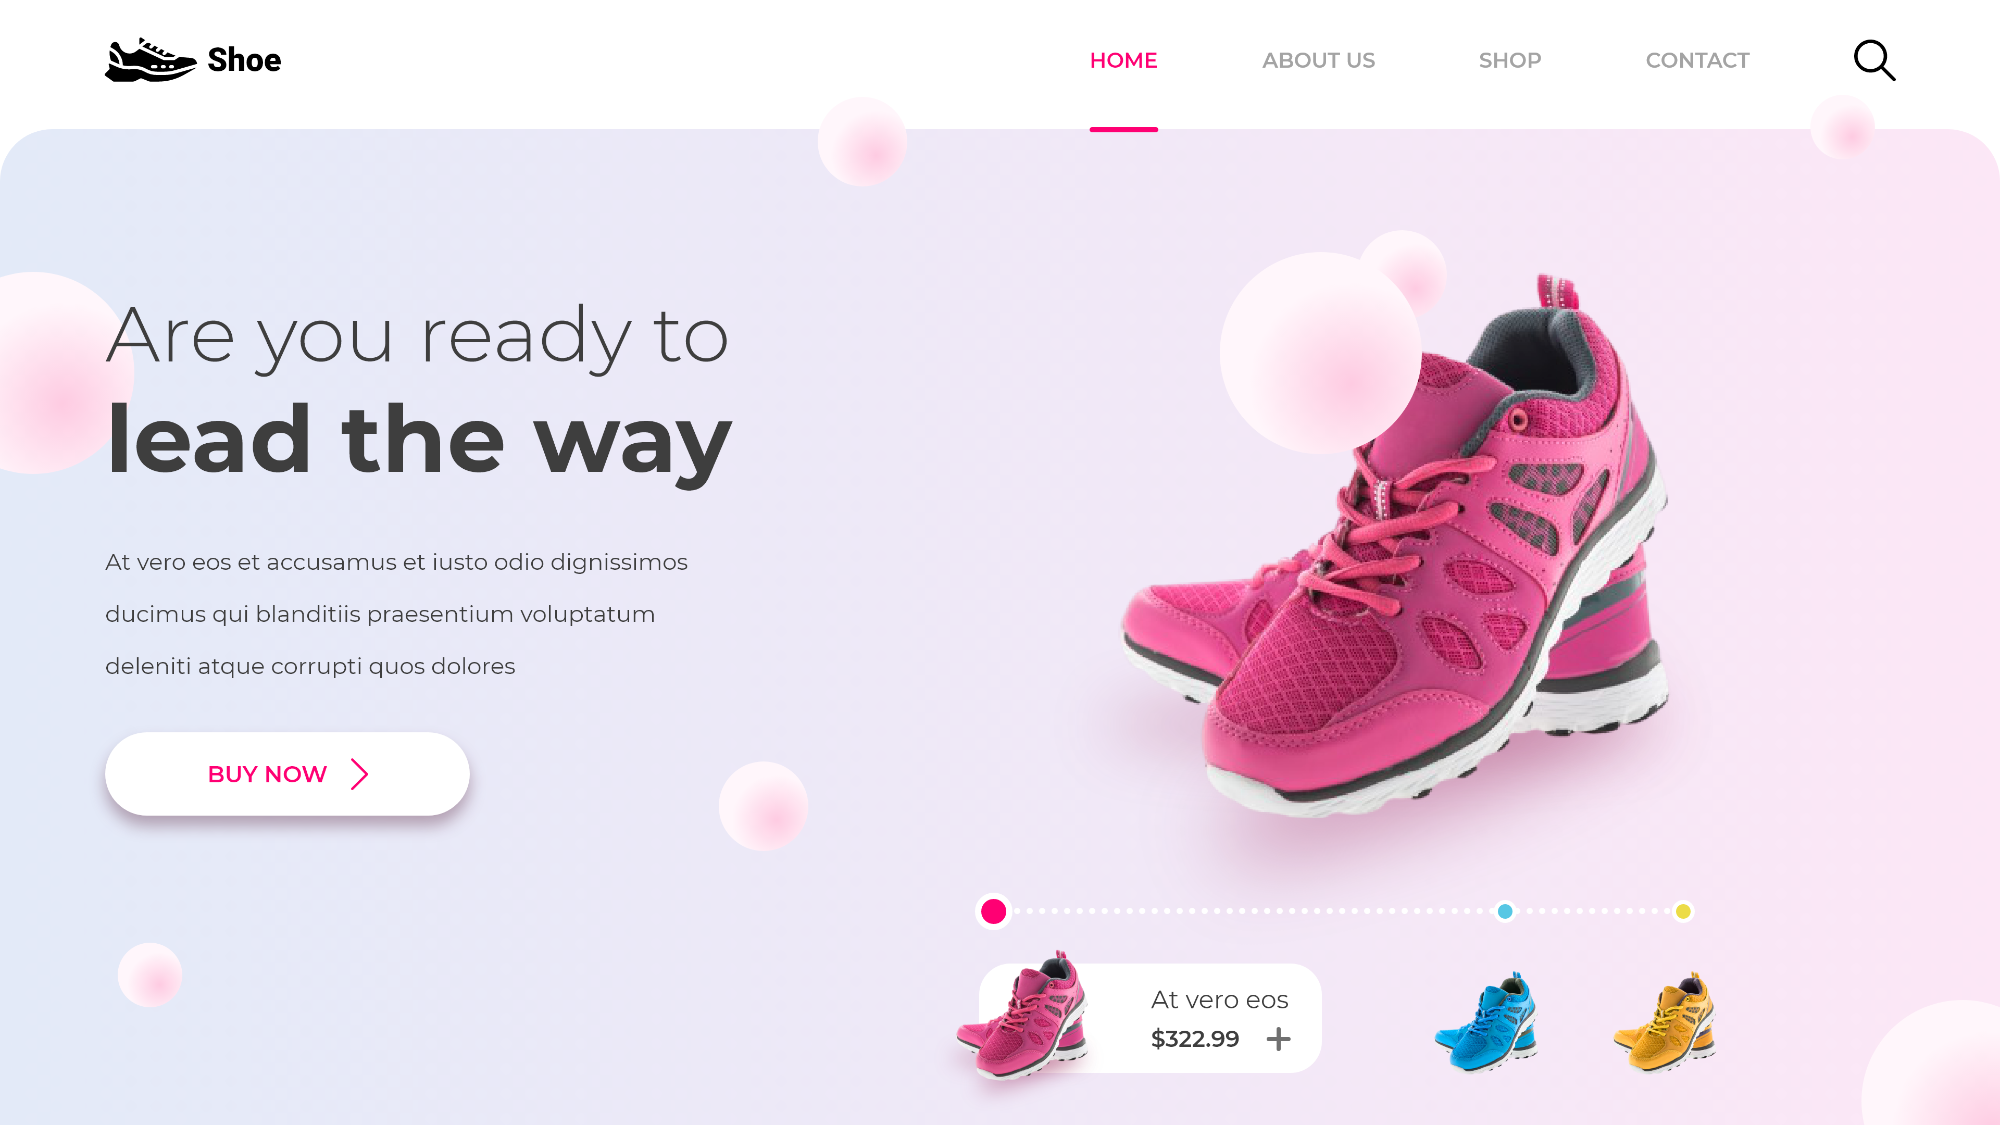 Shoe
HOME
ABOUT US
SHOP
CONTACT
Are you ready to
lead the way
At vero eos et accusamus et iusto odio dignissimos
ducimus qui blanditiis praesentium voluptatum
deleniti atque corrupti quos dolores
BUY NOW
At vero eos
$322.99